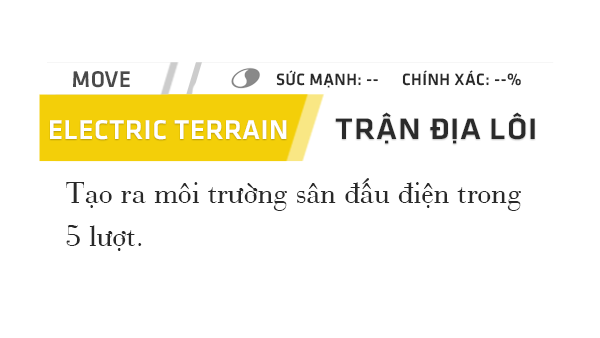 MOVE SỨC MẠNH: -- CHÍNH XÁC: --%
ELECTRIC TERRAIN TRẬN ĐỊA LÔI
Tạo ra môi trường sân đấu điện trong
5 lượt.